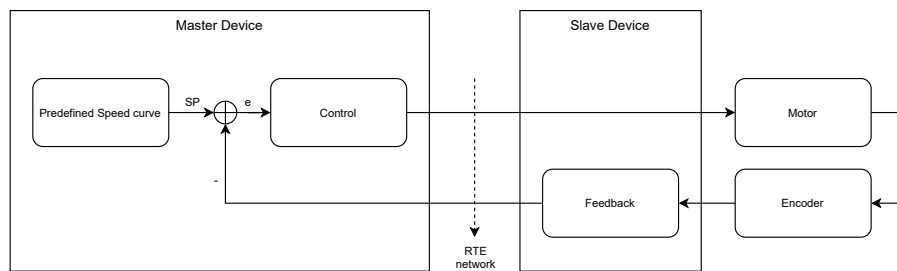 Master Device
Slave Device
Predefined Speed curve
SP
e
Control
Motor
-
Feedback
Encoder
RTE
network